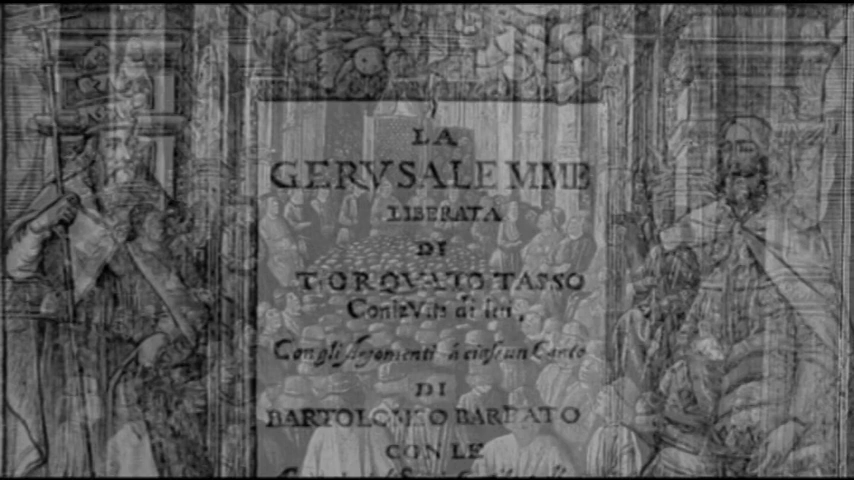 LA
GERVSALEMME
LIBERATA
DI
TORQVATO TASSO
Con la Vita di lui,
Con gli Argomenti à ciascun Canto
DI
BARTOLOMEO BARBATO
CON LE